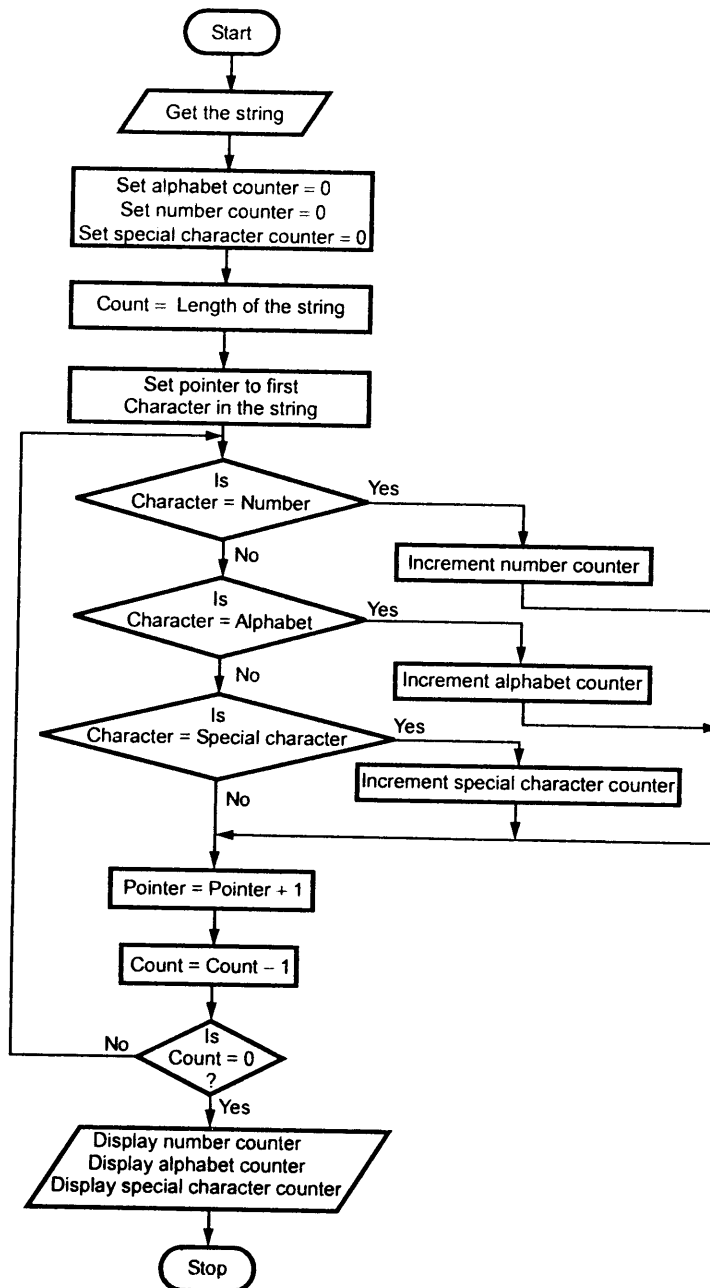 Start
Get the string
Set alphabet counter = 0
Set number counter = 0
Set special character counter = 0
Count = Length of the string
Set pointer to first
Character in the string
Is
Character = Number
Yes
No
Increment number counter
Is
Character = Alphabet
Yes
No
Increment alphabet counter
Is
Character = Special character
Yes
No
Increment special character counter
Pointer = Pointer + 1
Count = Count – 1
Is
Count = 0
?
No
Yes
Display number counter
Display alphabet counter
Display special character counter
Stop